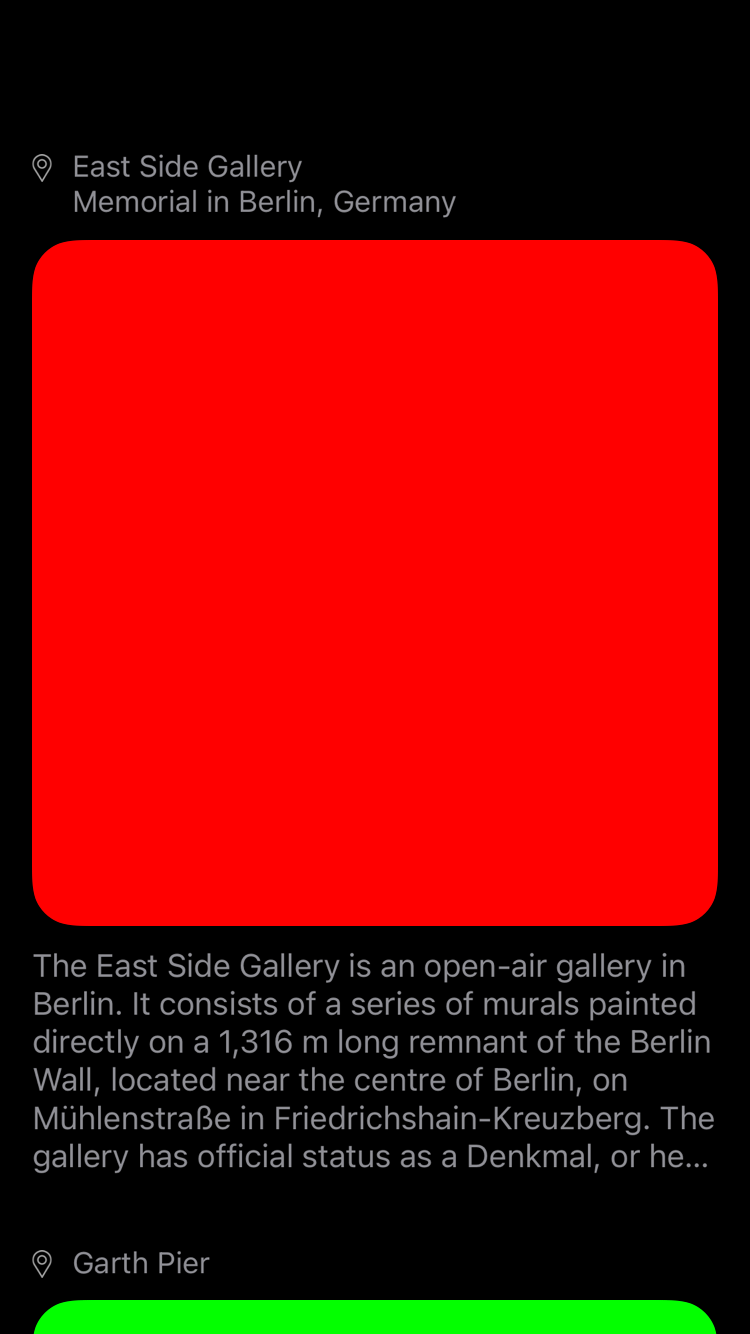 East Side Gallery
Memorial in Berlin, Germany
The East Side Gallery is an open-air gallery in
Berlin. It consists of a series of murals painted
directly on a 1,316 m long remnant of the Berlin
Wall, located near the centre of Berlin, on
Mühlenstraße in Friedrichshain-Kreuzberg. The
gallery has official status as a Denkmal, or he...
Garth Pier